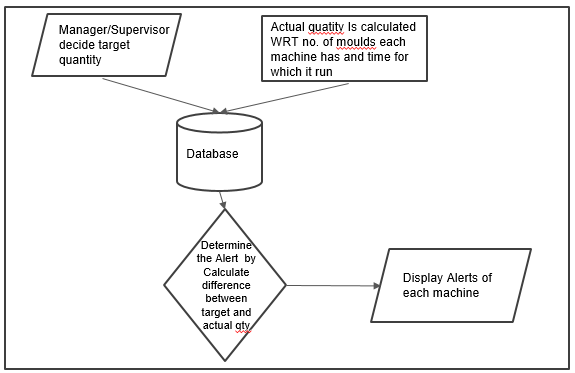 Manager/Supervisor
decide target
quantity
Actual quatity Is calculated
WRT no. of moulds each
machine has and time for
which it run
Database
Determine
the Alert by
Calculate
difference
between
target and
actual qty.
Display Alerts of
each machine